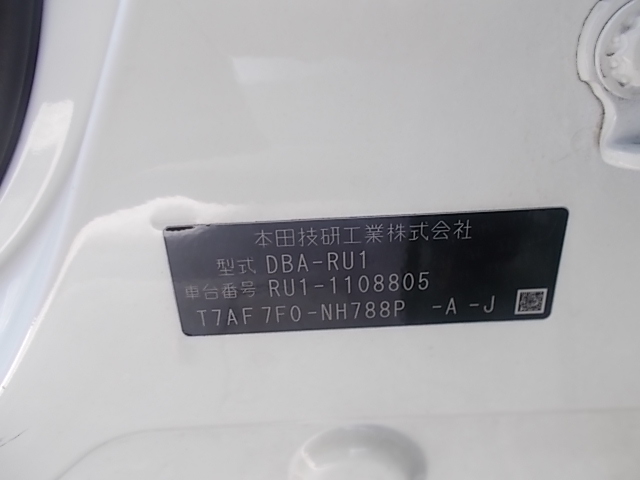 本田技研工業株式会社
型式 DBA-RU1
車台番号 RU1-1108805
T7AF7F0-NH788P -A-J